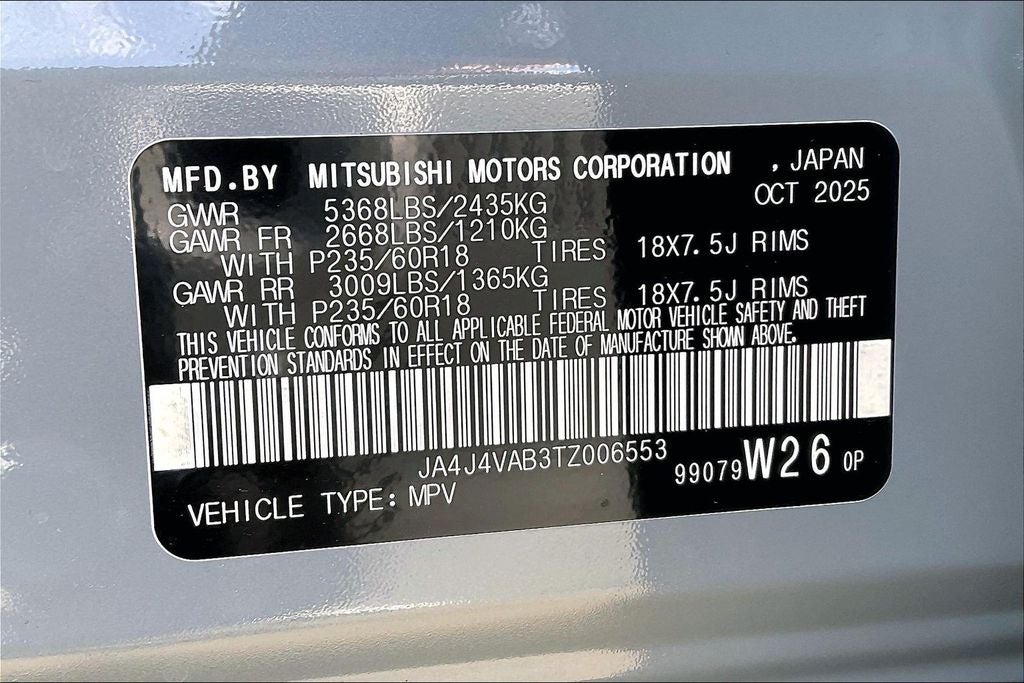 MFD.BY MITSUBISHI MOTORS CORPORATION , JAPAN
OCT 2025
GWWR 5368LBS/2435KG
GAWR FR 2668LBS/1210KG
WITH P235/60R18 TIRES 18X7.5J RIMS
GAWR RR 3009LBS/1365KG
WITH P235/60R18 TIRES 18X7.5J RIMS
THIS VEHICLE CONFORMS TO ALL APPLICABLE FEDERAL MOTOR VEHICLE SAFETY AND THEFT
PREVENTION STANDARDS IN EFFECT ON THE DATE OF MANUFACTURE SHOWN ABOVE.
JA4J4VAB3TZ006553
99079 W26 0P
VEHICLE TYPE: MPV